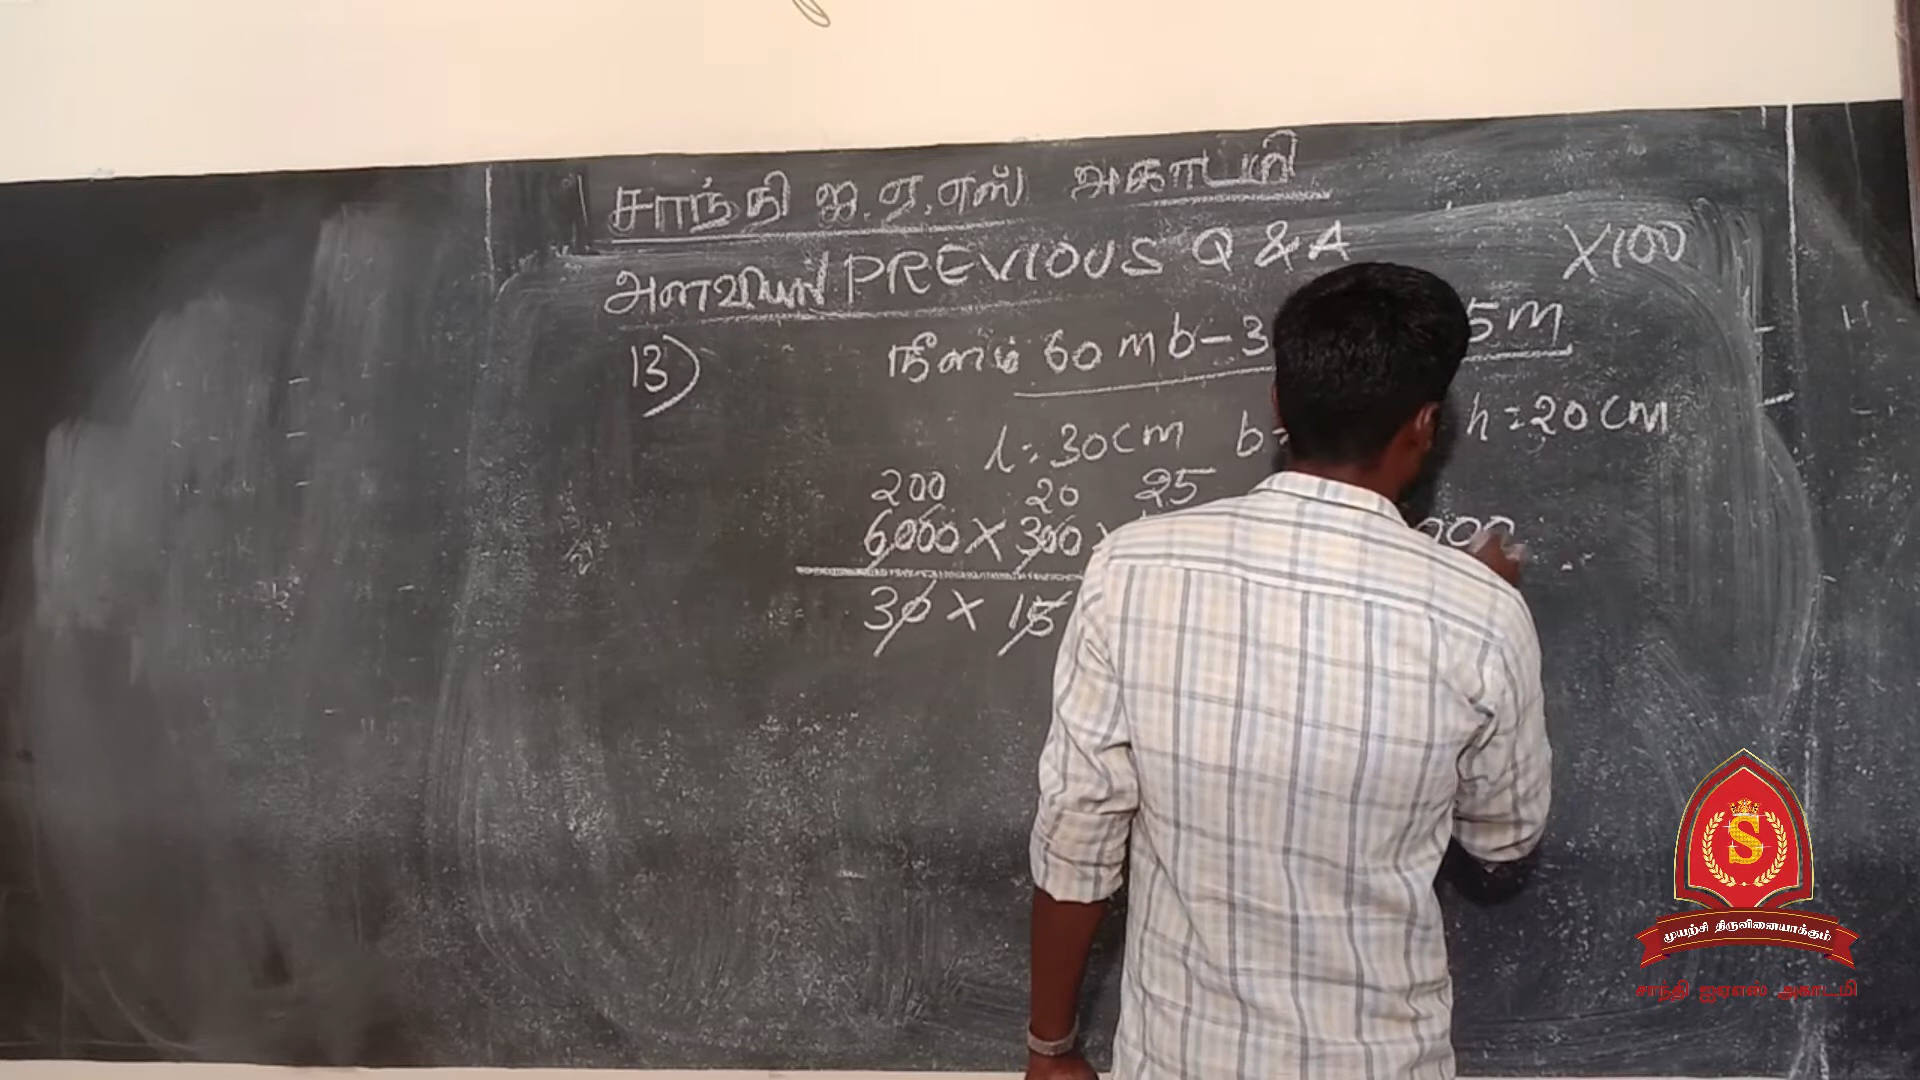 சாந்தி ஐ.ஏ.எஸ் அகாடமி
அளவியல் PREVIOUS Q & A X100
13) நீளம் 60 m b-3 5m
l = 30cm b= h = 20cm
200 20 25
6000 X 300 X 000
30 X 15
S
முயற்சி திருவினையாக்கும்
சாந்தி ஐஏஎஸ் அகாடமி